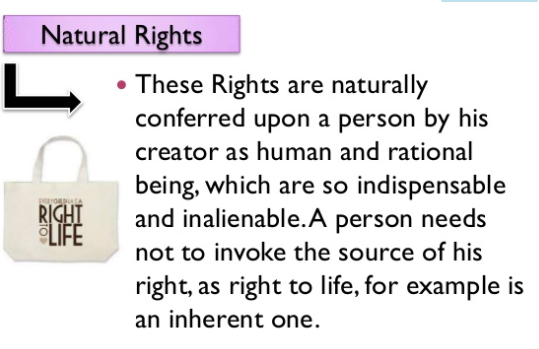 Natural Rights
• These Rights are naturally
conferred upon a person by his
creator as human and rational
being, which are so indispensable
and inalienable. A person needs
not to invoke the source of his
right, as right to life, for example is
an inherent one.
RIGHT
TO
LIFE